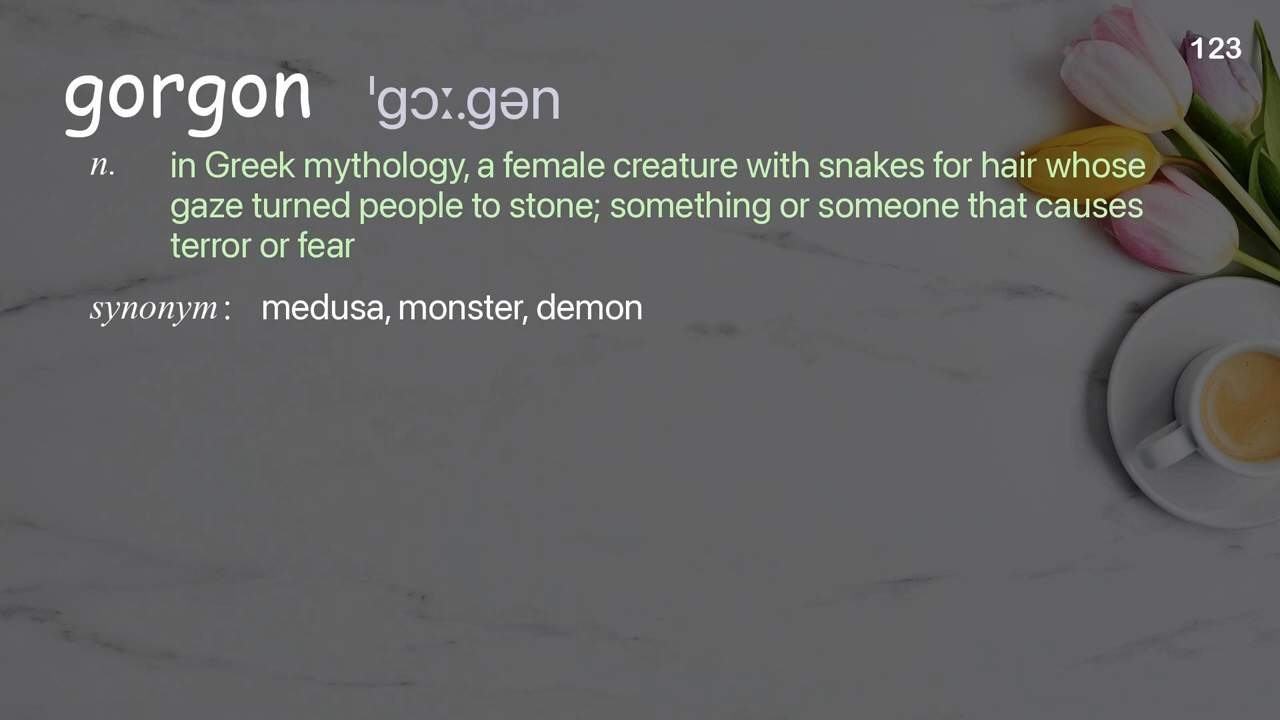 123
gorgon ˈɡɔː.ɡən
n. in Greek mythology, a female creature with snakes for hair whose
gaze turned people to stone; something or someone that causes
terror or fear
synonym : medusa, monster, demon